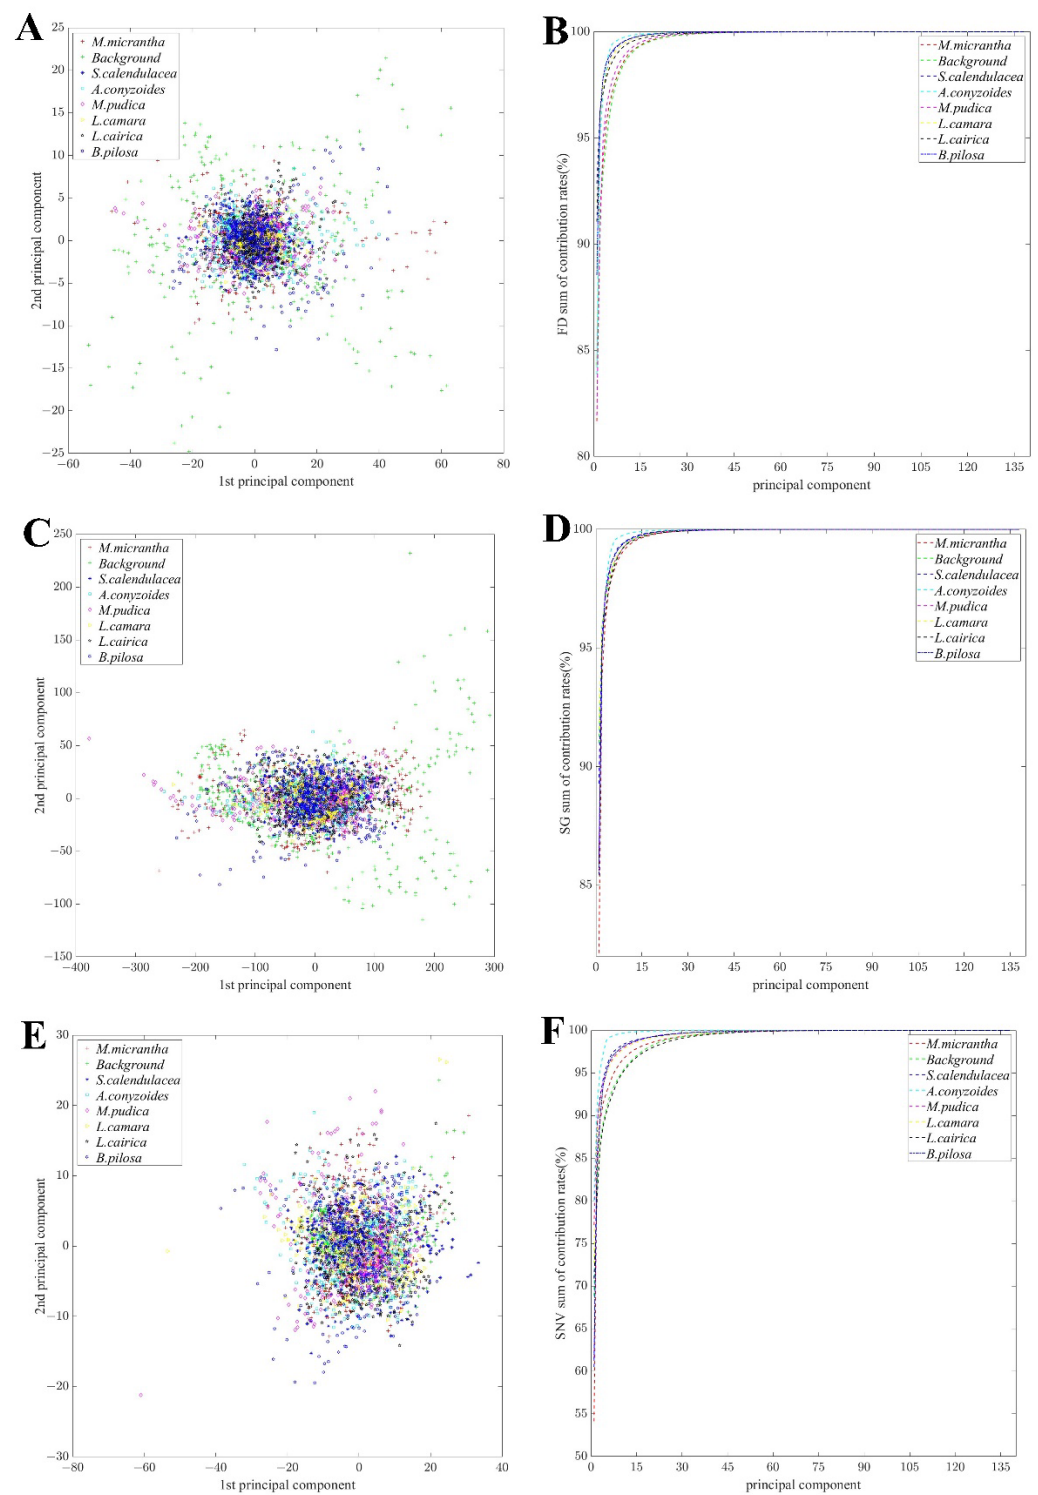 A
25
20
15
10
5
0
−5
−10
−15
−20
−25
2nd principal component
M.micrantha
Background
S.calendulacea
A.conyzoides
M.pudica
L.camara
L.cairica
B.pilosa
−60 −40 −20 0 20 40 60 80
1st principal component
B
100
95
90
85
80
FD sum of contribution rates(%)
M.micrantha
Background
S.calendulacea
A.conyzoides
M.pudica
L.camara
L.cairica
B.pilosa
0 15 30 45 60 75 90 105 120 135
principal component
C
250
200
150
100
50
0
−50
−100
−150
2nd principal component
M.micrantha
Background
S.calendulacea
A.conyzoides
M.pudica
L.camara
L.cairica
B.pilosa
−400 −300 −200 −100 0 100 200 300
1st principal component
D
100
95
90
85
SG sum of contribution rates(%)
M.micrantha
Background
S.calendulacea
A.conyzoides
M.pudica
L.camara
L.cairica
B.pilosa
0 15 30 45 60 75 90 105 120 135
principal component
E
30
20
10
0
−10
−20
−30
2nd principal component
M.micrantha
Background
S.calendulacea
A.conyzoides
M.pudica
L.camara
L.cairica
B.pilosa
−80 −60 −40 −20 0 20 40
1st principal component
F
100
95
90
85
80
75
70
65
60
55
50
SNV sum of contribution rates(%)
M.micrantha
Background
S.calendulacea
A.conyzoides
M.pudica
L.camara
L.cairica
B.pilosa
0 15 30 45 60 75 90 105 120 135
principal component